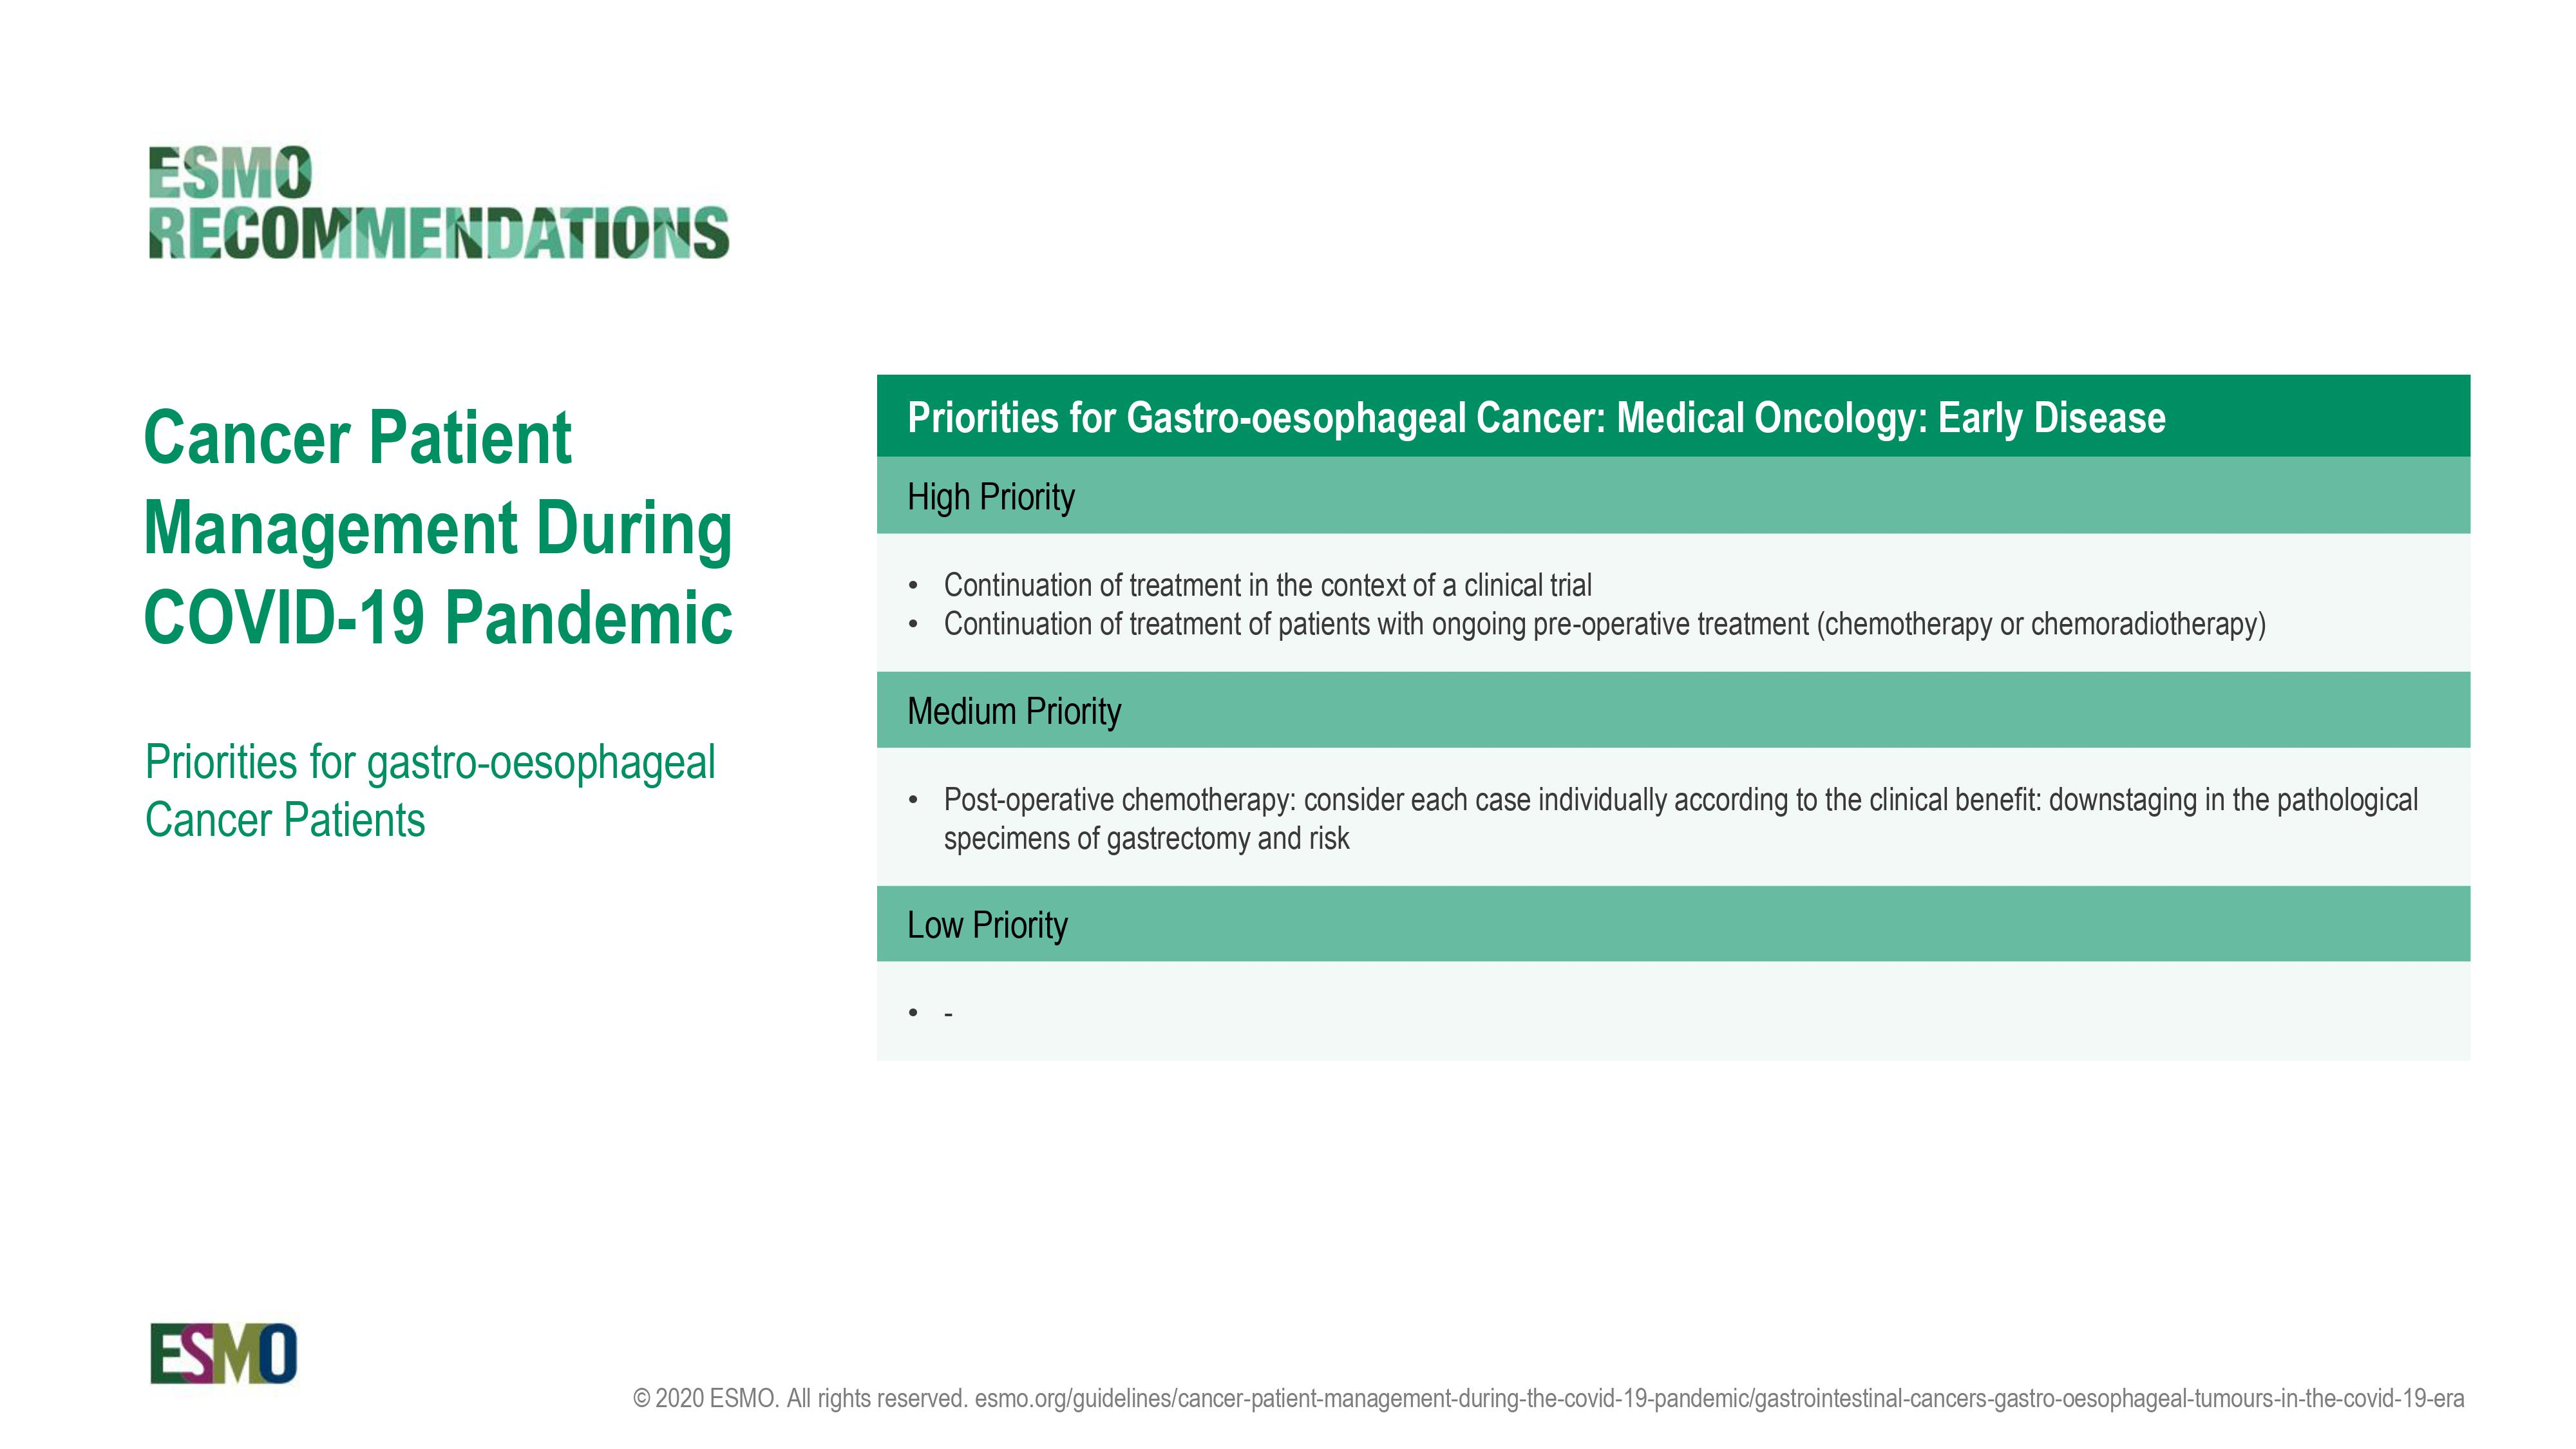 ESMO
RECOMMENDATIONS
Cancer Patient
Management During
COVID-19 Pandemic
Priorities for gastro-oesophageal
Cancer Patients
Priorities for Gastro-oesophageal Cancer: Medical Oncology: Early Disease
High Priority
• Continuation of treatment in the context of a clinical trial
• Continuation of treatment of patients with ongoing pre-operative treatment (chemotherapy or chemoradiotherapy)
Medium Priority
• Post-operative chemotherapy: consider each case individually according to the clinical benefit: downstaging in the pathological
specimens of gastrectomy and risk
Low Priority
• -
ESMO
© 2020 ESMO. All rights reserved. esmo.org/guidelines/cancer-patient-management-during-the-covid-19-pandemic/gastrointestinal-cancers-gastro-oesophageal-tumours-in-the-covid-19-era